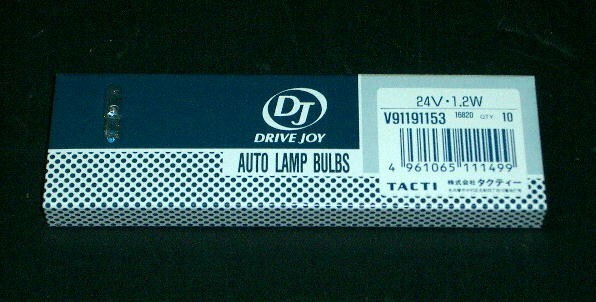 DJ
DRIVE JOY
AUTO LAMP BULBS
24V・1.2W
V91191153 16820 QTY 10
4 961065 111499
TACTI 株式会社タクティー